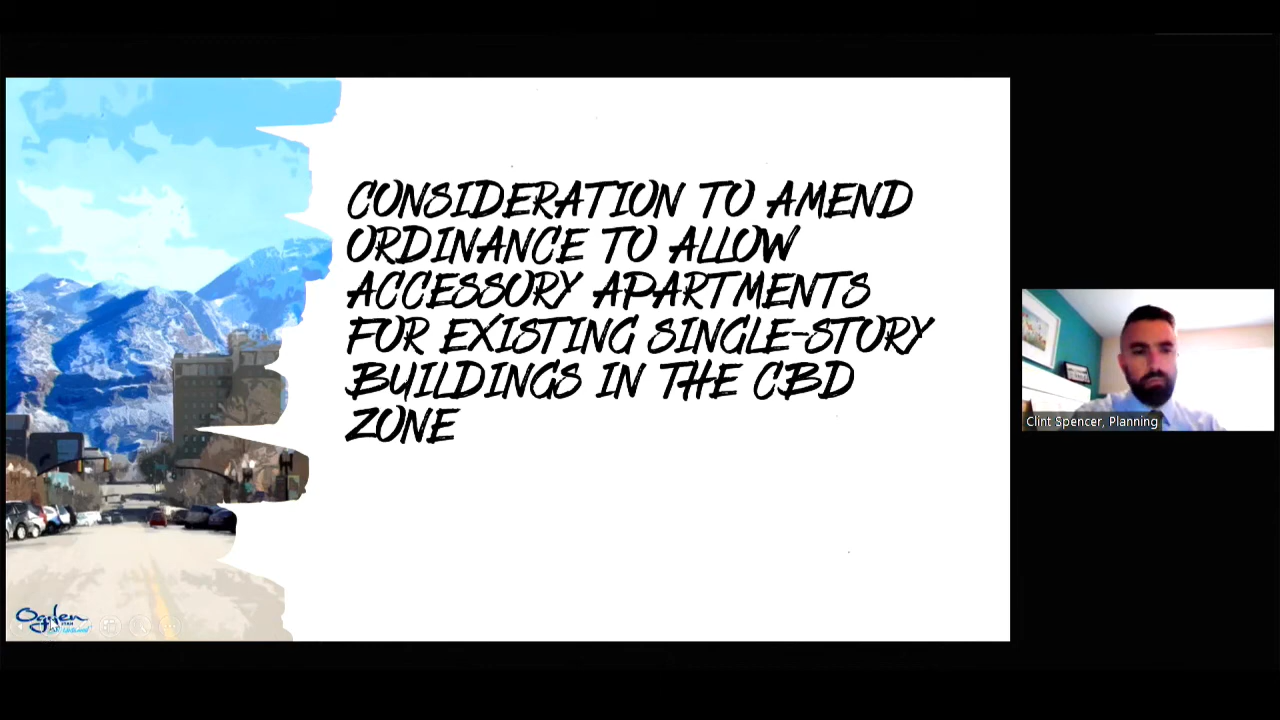 CONSIDERATION TO AMEND
ORDINANCE TO ALLOW
ACCESSORY APARTMENTS
FOR EXISTING SINGLE-STORY
BUILDINGS IN THE CBD
ZONE
Clint Spencer, Planning
Ogden